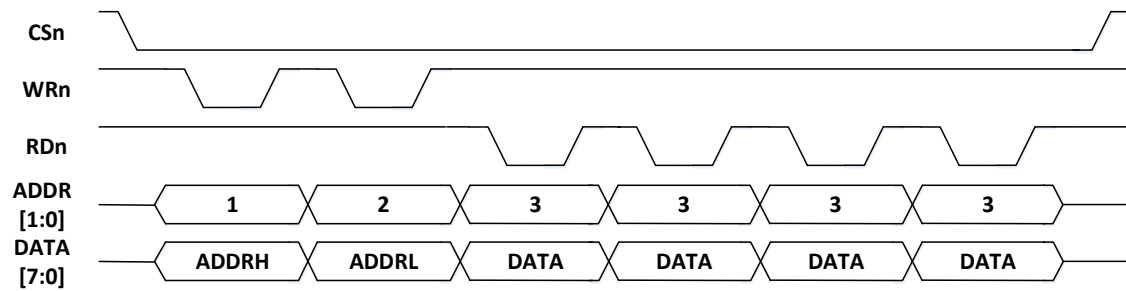 CSn
WRn
RDn
ADDR
[1:0]
1 2 3 3 3 3
DATA
[7:0]
ADDRH ADDRL DATA DATA DATA DATA